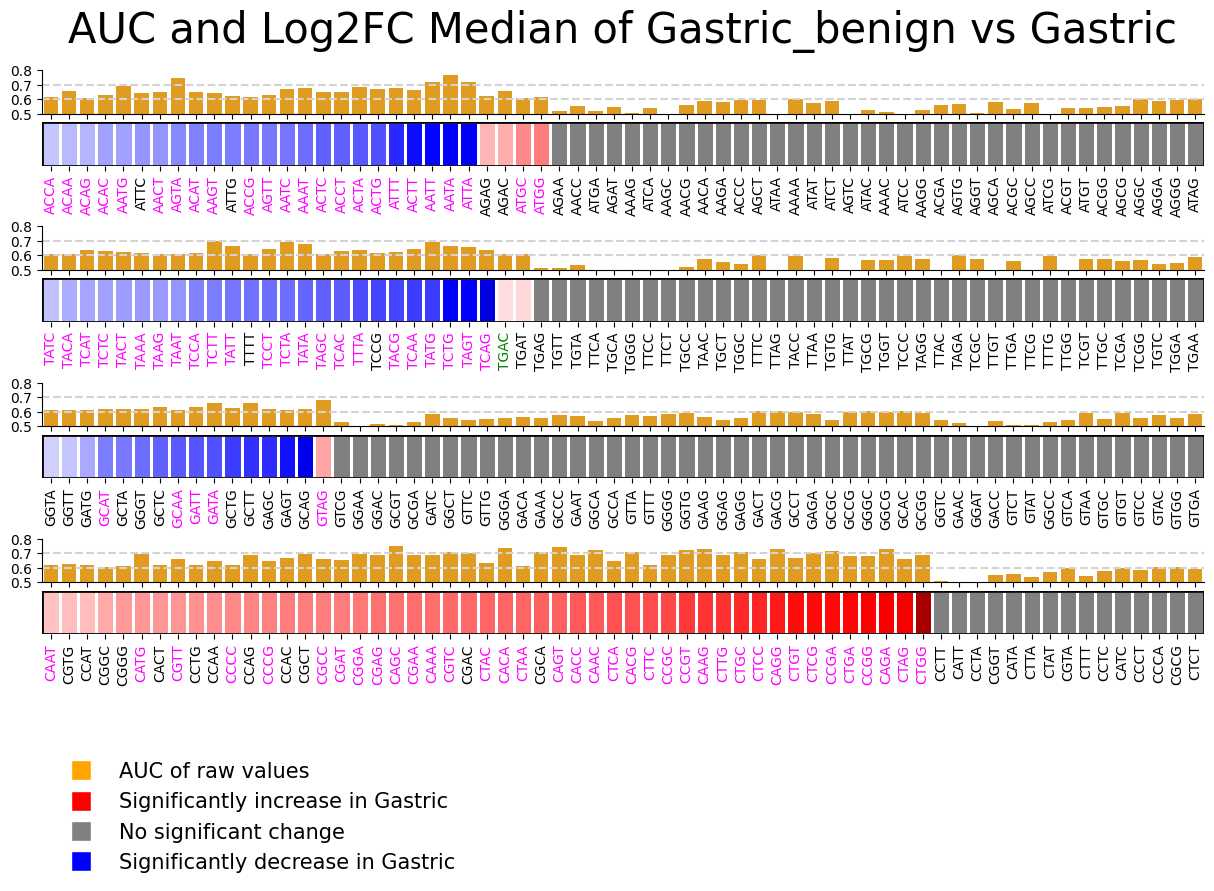 AUC and Log2FC Median of Gastric_benign vs Gastric
0.8
0.7
0.6
0.5
ACCA ACAA ACAG ACAC AATG ATTC AACT AGTA ACAT AAGT ATTG ACCG AGTT AATC AAAT ACTC ACCT ACTA ACTG ATTT ACTT AATT AATA ATTA AGAG AGAC ATGC ATGG AGAA AACC ATGA AGAT AAAG ATCA AAGC AACG AACA AAGA ACCC AGCT ATAA AAAA ATAT ATCT AGTC ATAC AAAC ATCC AAGG ACGA AGTG AGGT AGCA ACGC AGCC ATCG ACGT ATGT ACGG AGCG AGGC AGGA AGGG ATAG
0.8
0.7
0.6
0.5
TATC TACA TCAT TCTC TACT TAAA TAAG TAAT TCCA TCTT TATT TTTT TCCT TCTA TATA TAGC TCAC TTTA TCCG TACG TCAA TATG TCTG TAGT TCAG TGAC TGAT TGAG TGTT TGTA TTCA TGCA TGGG TTCC TTCT TGCC TAAC TGCT TGGC TTTC TTAG TACC TTAA TGTG TTAT TGCG TGGT TCCC TAGG TTAC TAGA TCGC TTGT TTGA TTCG TTTG TTGG TCGT TTGC TCGA TCGG TGTC TGGA TGAA
0.8
0.7
0.6
0.5
GGTA GGTT GATG GCAT GCTA GGGT GCTC GCAA GATT GATA GCTG GCTT GAGC GAGT GCAG GTAG GTCG GGAA GGAC GCGT GCGA GATC GGCT GTTC GTTG GGGA GACA GAAA GCCC GAAT GGCA GCCA GTTA GTTT GGGG GGTG GAAG GGAG GAGG GACT GACG GCCT GAGA GCGC GCCG GGGC GGCG GCAC GCGG GGTC GAAC GGAT GACC GTCT GTAT GGCC GTCA GTAA GTGC GTGT GTCC GTAC GTGG GTGA
0.8
0.7
0.6
0.5
CAAT CGTG CCAT CGGC CGGG CATG CACT CGTT CCTG CCAA CCCC CCAG CCCG CCAC CGCT CGCC CGAT CGGA CGAG CAGC CGAA CAAA CGTC CGAC CTAC CACA CTAA CGCA CAGT CACC CAAC CTCA CACG CTTC CCGC CCGT CAAG CTTG CTGC CTCC CAGG CTGT CTCG CCGA CTGA CCGG CAGA CTAG CTGG CCTT CATT CCTA CGGT CATA CTTA CTAT CGTA CTTT CCTC CATC CCCT CCCA CGCG CTCT
AUC of raw values
Significantly increase in Gastric
No significant change
Significantly decrease in Gastric